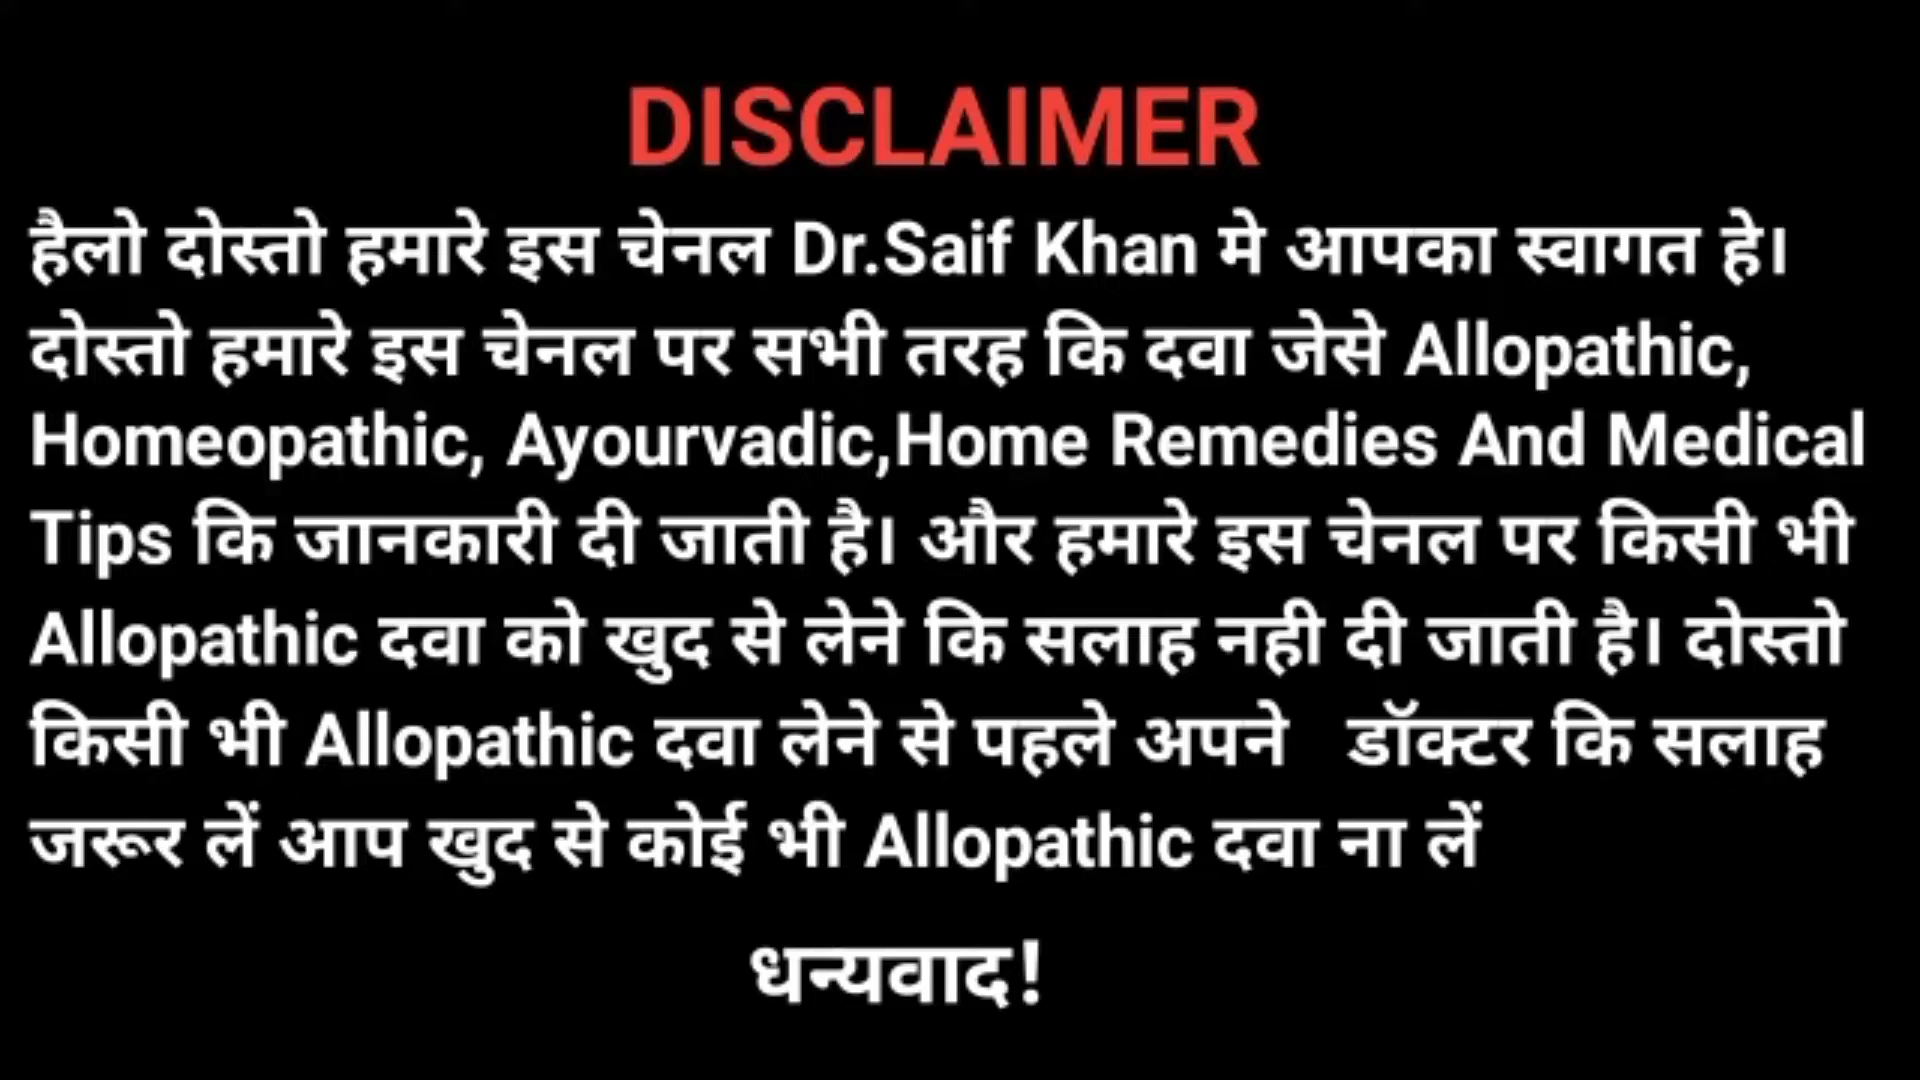 DISCLAIMER
हैलो दोस्तो हमारे इस चेनल Dr.Saif Khan मे आपका स्वागत हे।
दोस्तो हमारे इस चेनल पर सभी तरह कि दवा जेसे Allopathic,
Homeopathic, Ayourvadic,Home Remedies And Medical
Tips कि जानकारी दी जाती है। और हमारे इस चेनल पर किसी भी
Allopathic दवा को खुद से लेने कि सलाह नही दी जाती है। दोस्तो
किसी भी Allopathic दवा लेने से पहले अपने डॉक्टर कि सलाह
जरूर लें आप खुद से कोई भी Allopathic दवा ना लें
धन्यवाद!